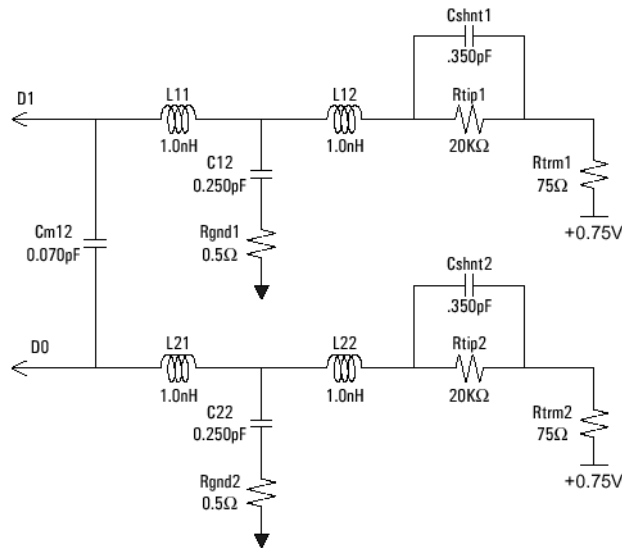 Cshnt1
.350pF
D1
L11
L12
Rtip1
1.0nH
1.0nH
20KΩ
C12
0.250pF
Rtrm1
75Ω
Cm12
0.070pF
Rgnd1
0.5Ω
+0.75V
Cshnt2
.350pF
D0
L21
L22
Rtip2
1.0nH
1.0nH
20KΩ
C22
0.250pF
Rtrm2
75Ω
Rgnd2
0.5Ω
+0.75V